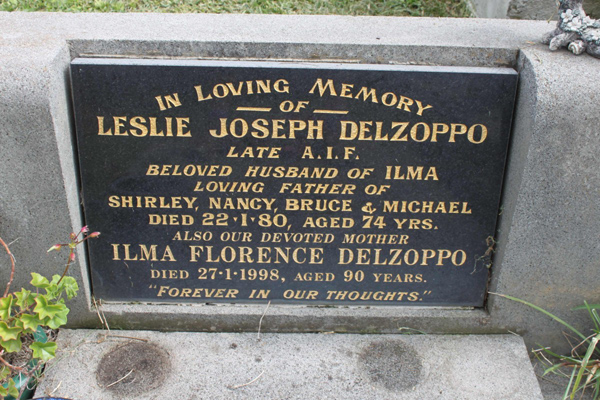 IN LOVING MEMORY
OF
LESLIE JOSEPH DELZOPPO
LATE A.I.F.
BELOVED HUSBAND OF ILMA
LOVING FATHER OF
SHIRLEY, NANCY, BRUCE & MICHAEL
DIED 22·1·80, AGED 74 YRS.
ALSO OUR DEVOTED MOTHER
ILMA FLORENCE DELZOPPO
DIED 27·1·1998, AGED 90 YEARS.
"FOREVER IN OUR THOUGHTS."